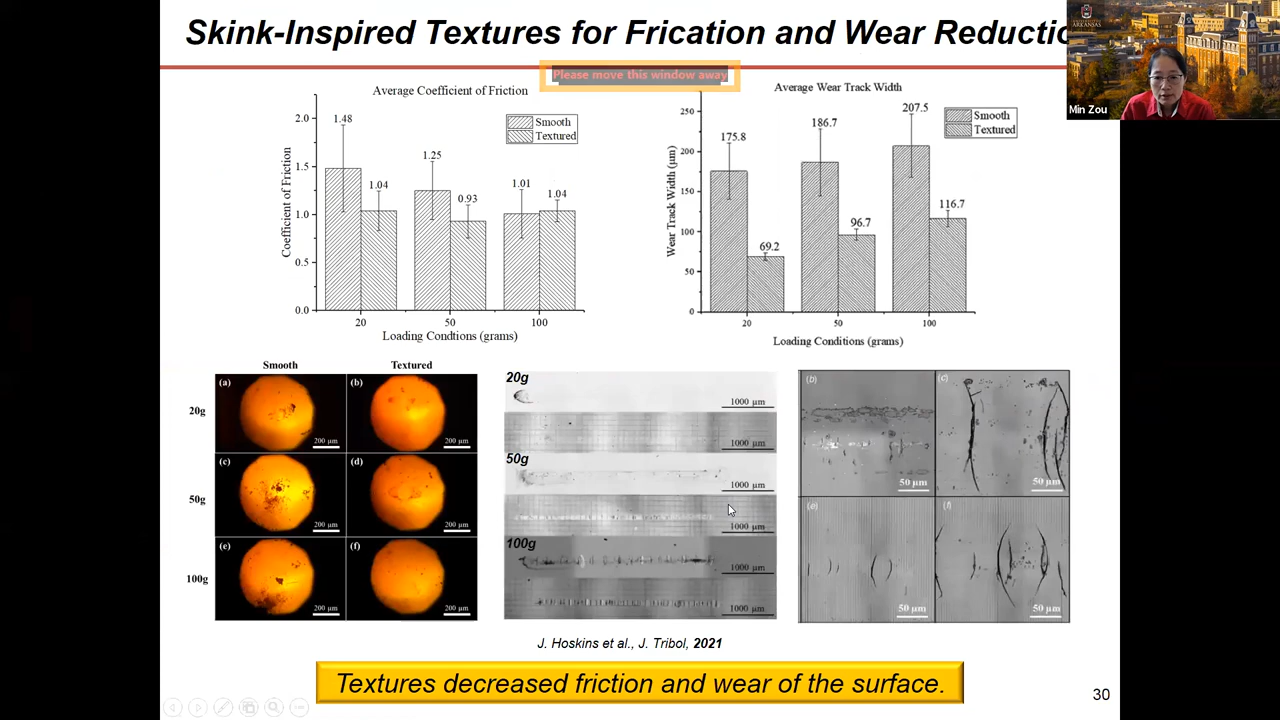 Skink-Inspired Textures for Frication and Wear Reductio
ARKANSAS
Min Zou
Please move this window away
Average Coefficient of Friction
Smooth
Textured
Coefficient of Friction
2.0
1.5
1.0
0.5
0.0
1.48
1.04
1.25
0.93
1.01
1.04
20
50
100
Loading Condtions (grams)
Average Wear Track Width
Smooth
Textured
Wear Track Width (μm)
250
200
150
100
50
0
175.8
69.2
186.7
96.7
207.5
116.7
20
50
100
Loading Conditions (grams)
Smooth
Textured
20g
(a)
200 μm
(b)
200 μm
50g
(c)
200 μm
(d)
200 μm
100g
(e)
200 μm
(f)
200 μm
20g
1000 μm
1000 μm
50g
1000 μm
1000 μm
100g
1000 μm
1000 μm
(b)
50 μm
(c)
50 μm
(e)
50 μm
(f)
50 μm
J. Hoskins et al., J. Tribol, 2021
Textures decreased friction and wear of the surface.
30